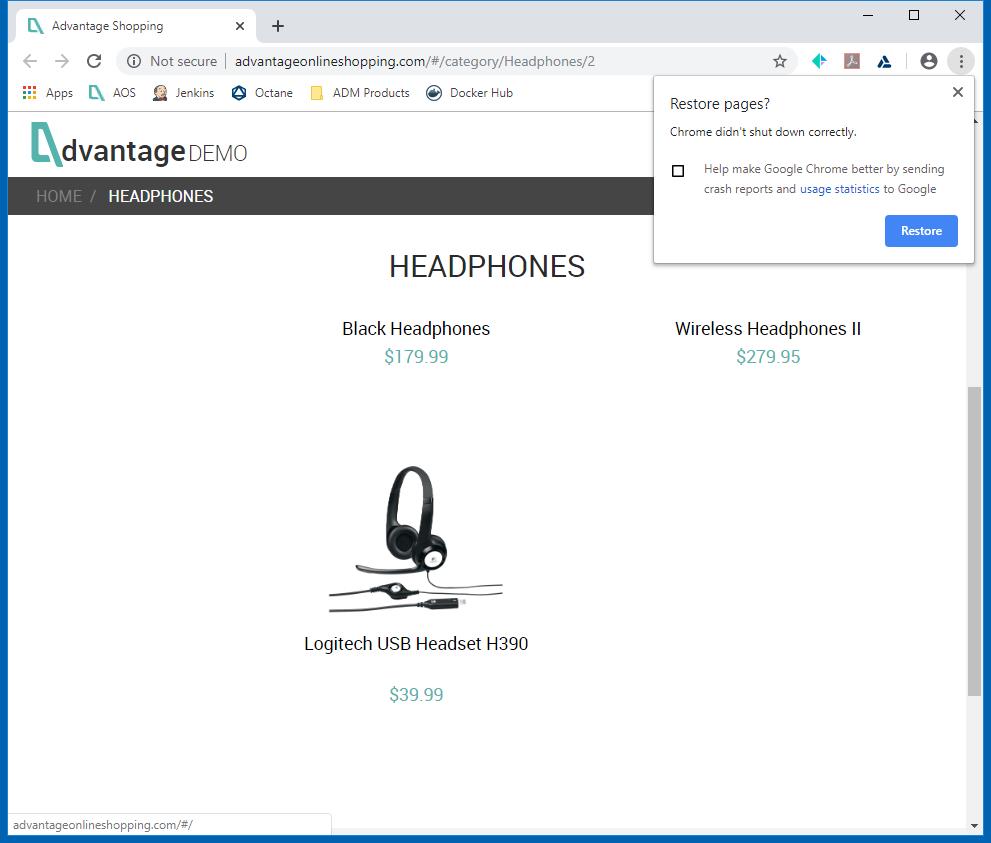 Advantage Shopping
Not secure | advantageonlineshopping.com/#/category/Headphones/2
Apps AOS Jenkins Octane ADM Products Docker Hub
Restore pages?
Chrome didn't shut down correctly.
Help make Google Chrome better by sending
crash reports and usage statistics to Google
Restore
dvantage DEMO
HOME / HEADPHONES
HEADPHONES
Black Headphones
$179.99
Wireless Headphones II
$279.95
Logitech USB Headset H390
$39.99
advantageonlineshopping.com/#/